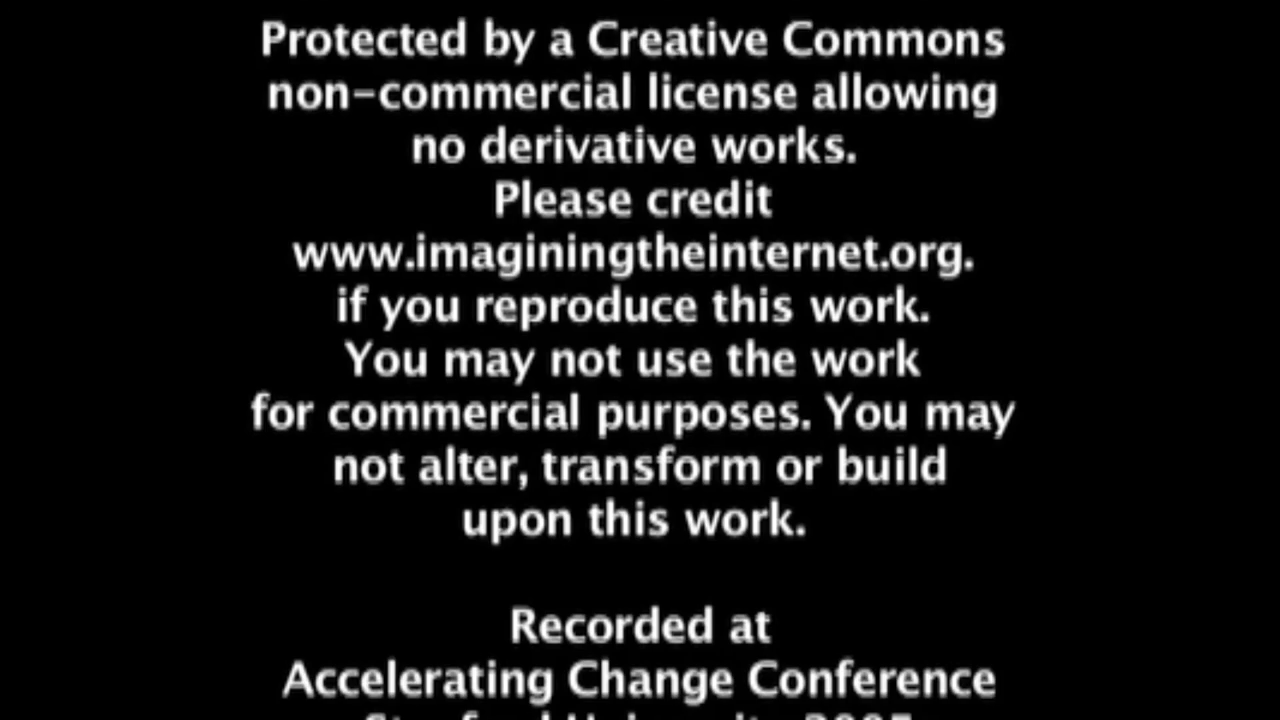 Protected by a Creative Commons
non-commercial license allowing
no derivative works.
Please credit
www.imaginingtheinternet.org.
if you reproduce this work.
You may not use the work
for commercial purposes. You may
not alter, transform or build
upon this work.
Recorded at
Accelerating Change Conference